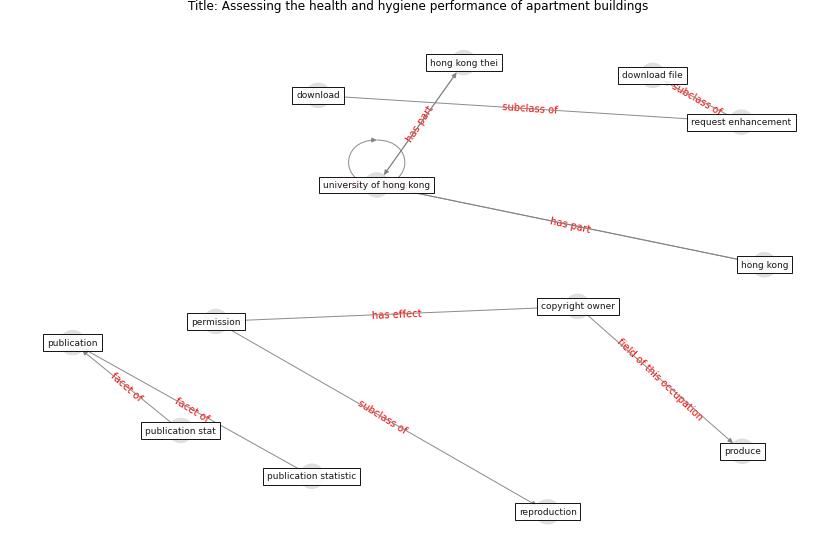 Title: Assessing the health and hygiene performance of apartment buildings
hong kong thei
download file
download
subclass of
subclass of
request enhancement
has part
university of hong kong
has part
hong kong
copyright owner
has effect
permission
publication
field of this occupation
facet of
facet of
subclass of
publication stat
produce
publication statistic
reproduction